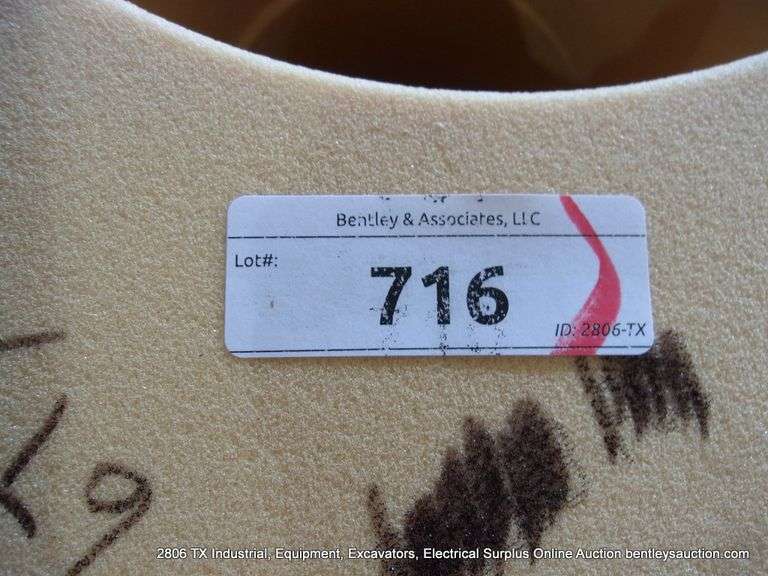 Bentley & Associates, LLC
Lot#:
716
ID: 2806-TX
69
2806 TX Industrial, Equipment, Excavators, Electrical Surplus Online Auction bentleysauction.com